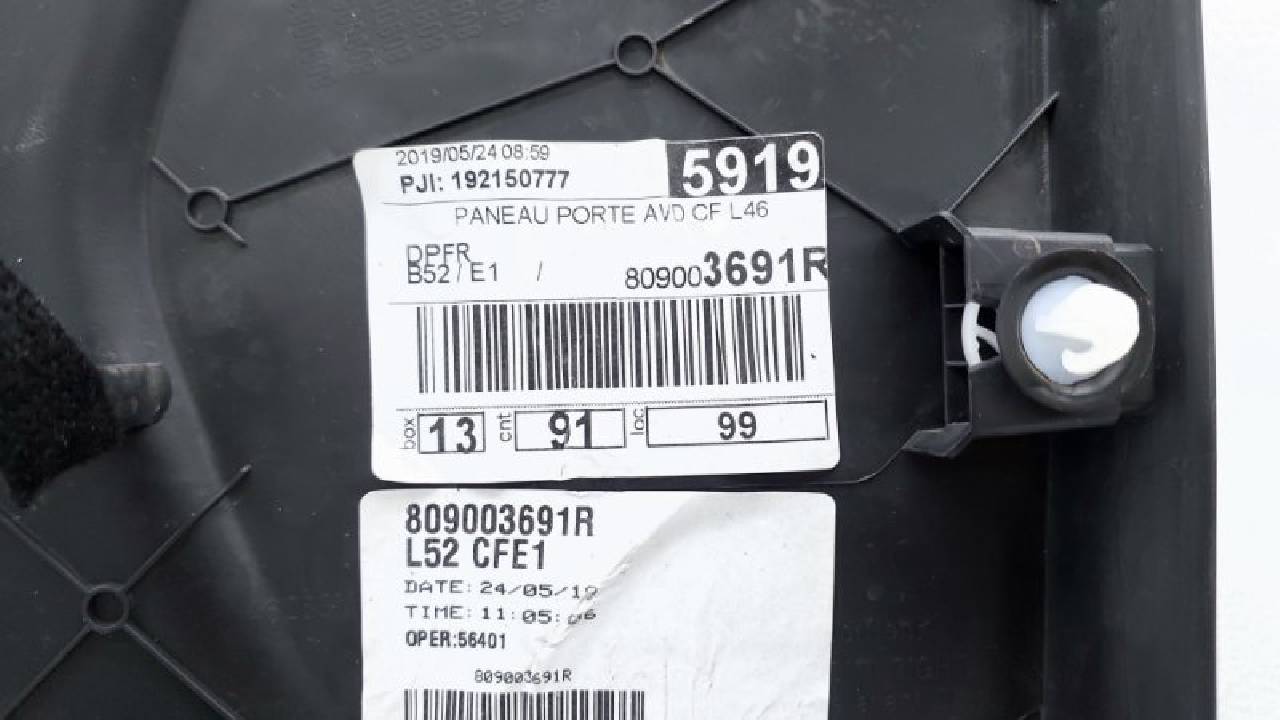 2019/05/24 08:59
PJI: 192150777
5919
PANEAU PORTE AVD CF L46
DPFR
B52 / E1 /
809003691R
box 13 cnt 91 loc 99
809003691R
L52 CFE1
DATE: 24/05/19
TIME: 11:05:
OPER:56401
809003691R